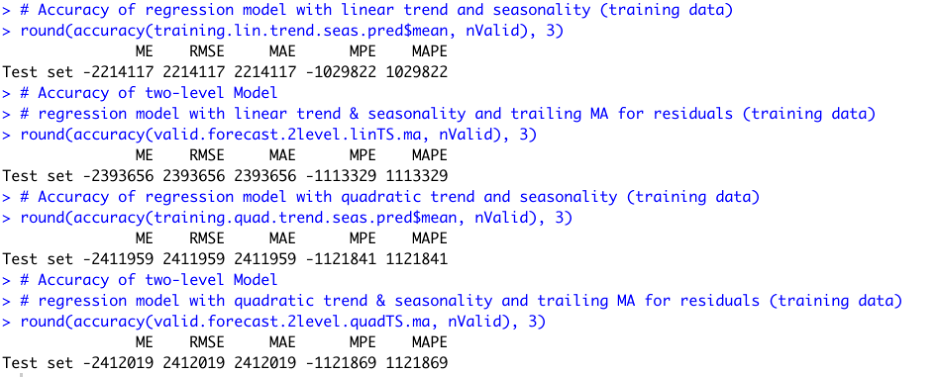 > # Accuracy of regression model with linear trend and seasonality (training data)
> round(accuracy(training.lin.trend.seas.pred$mean, nValid), 3)
ME RMSE MAE MPE MAPE
Test set -2214117 2214117 2214117 -1029822 1029822
> # Accuracy of two-level Model
> # regression model with linear trend & seasonality and trailing MA for residuals (training data)
> round(accuracy(valid.forecast.2level.linTS.ma, nValid), 3)
ME RMSE MAE MPE MAPE
Test set -2393656 2393656 2393656 -1113329 1113329
> # Accuracy of regression model with quadratic trend and seasonality (training data)
> round(accuracy(training.quad.trend.seas.pred$mean, nValid), 3)
ME RMSE MAE MPE MAPE
Test set -2411959 2411959 2411959 -1121841 1121841
> # Accuracy of two-level Model
> # regression model with quadratic trend & seasonality and trailing MA for residuals (training data)
> round(accuracy(valid.forecast.2level.quadTS.ma, nValid), 3)
ME RMSE MAE MPE MAPE
Test set -2412019 2412019 2412019 -1121869 1121869